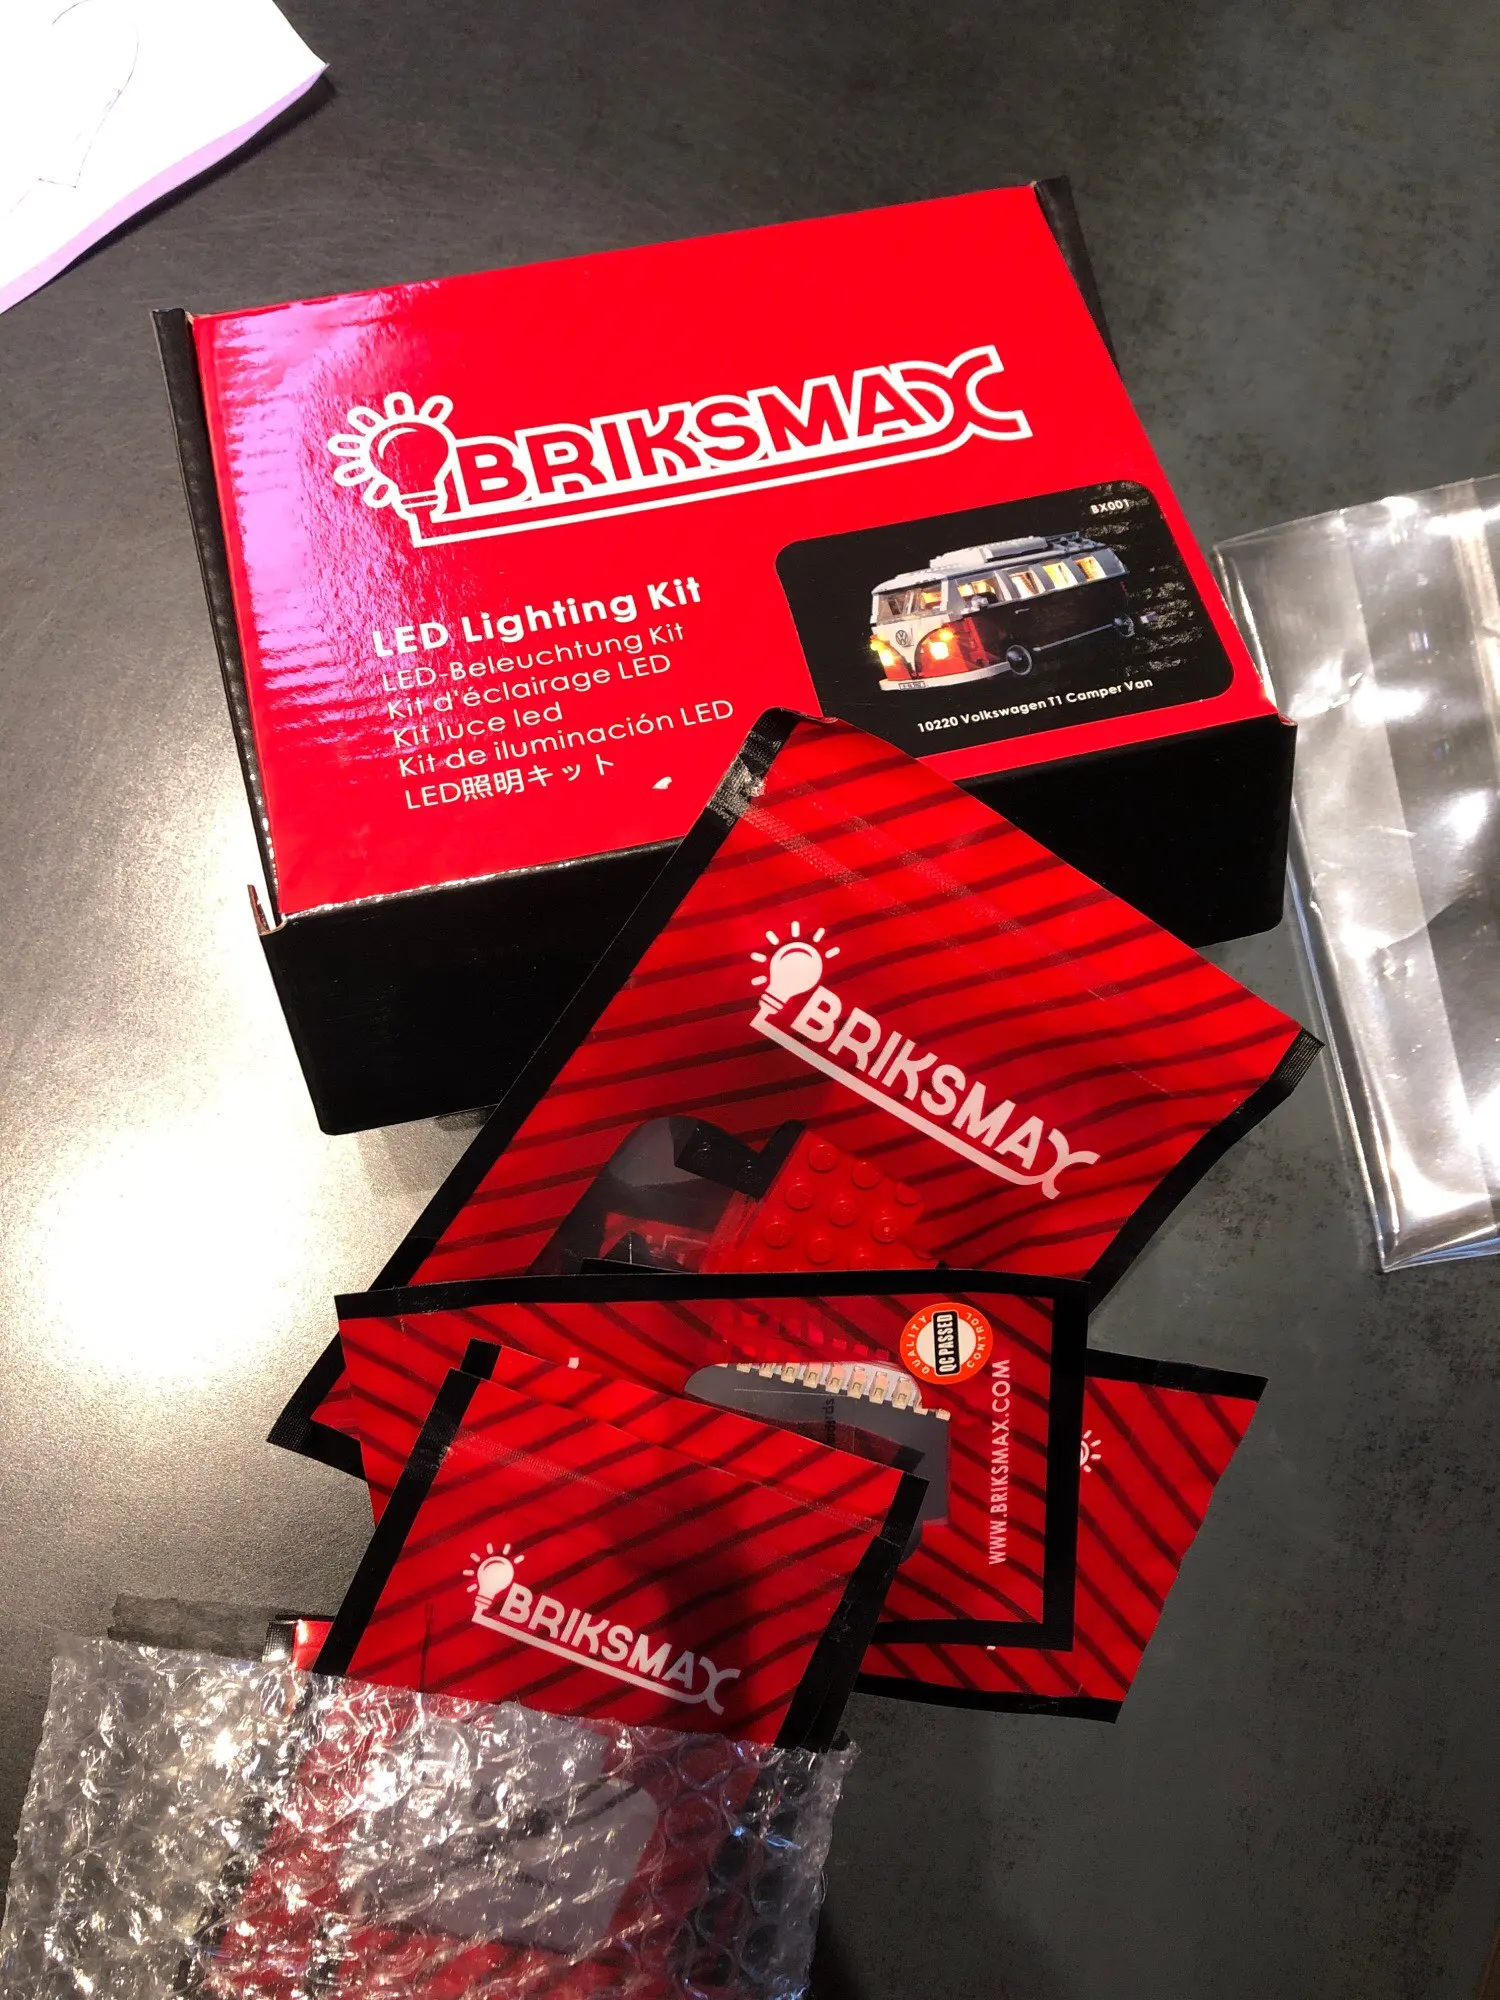 BRIKSMAX
BX001
LED Lighting Kit
LED-Beleuchtung Kit
Kit d'éclairage LED
Kit luce led
Kit de iluminación LED
LED照明キット
10220 Volkswagen T1 Camper Van
BRIKSMAX
QUALITY
QC PASSED
CONTROL
WWW.BRIKSMAX.COM
BRIKSMAX